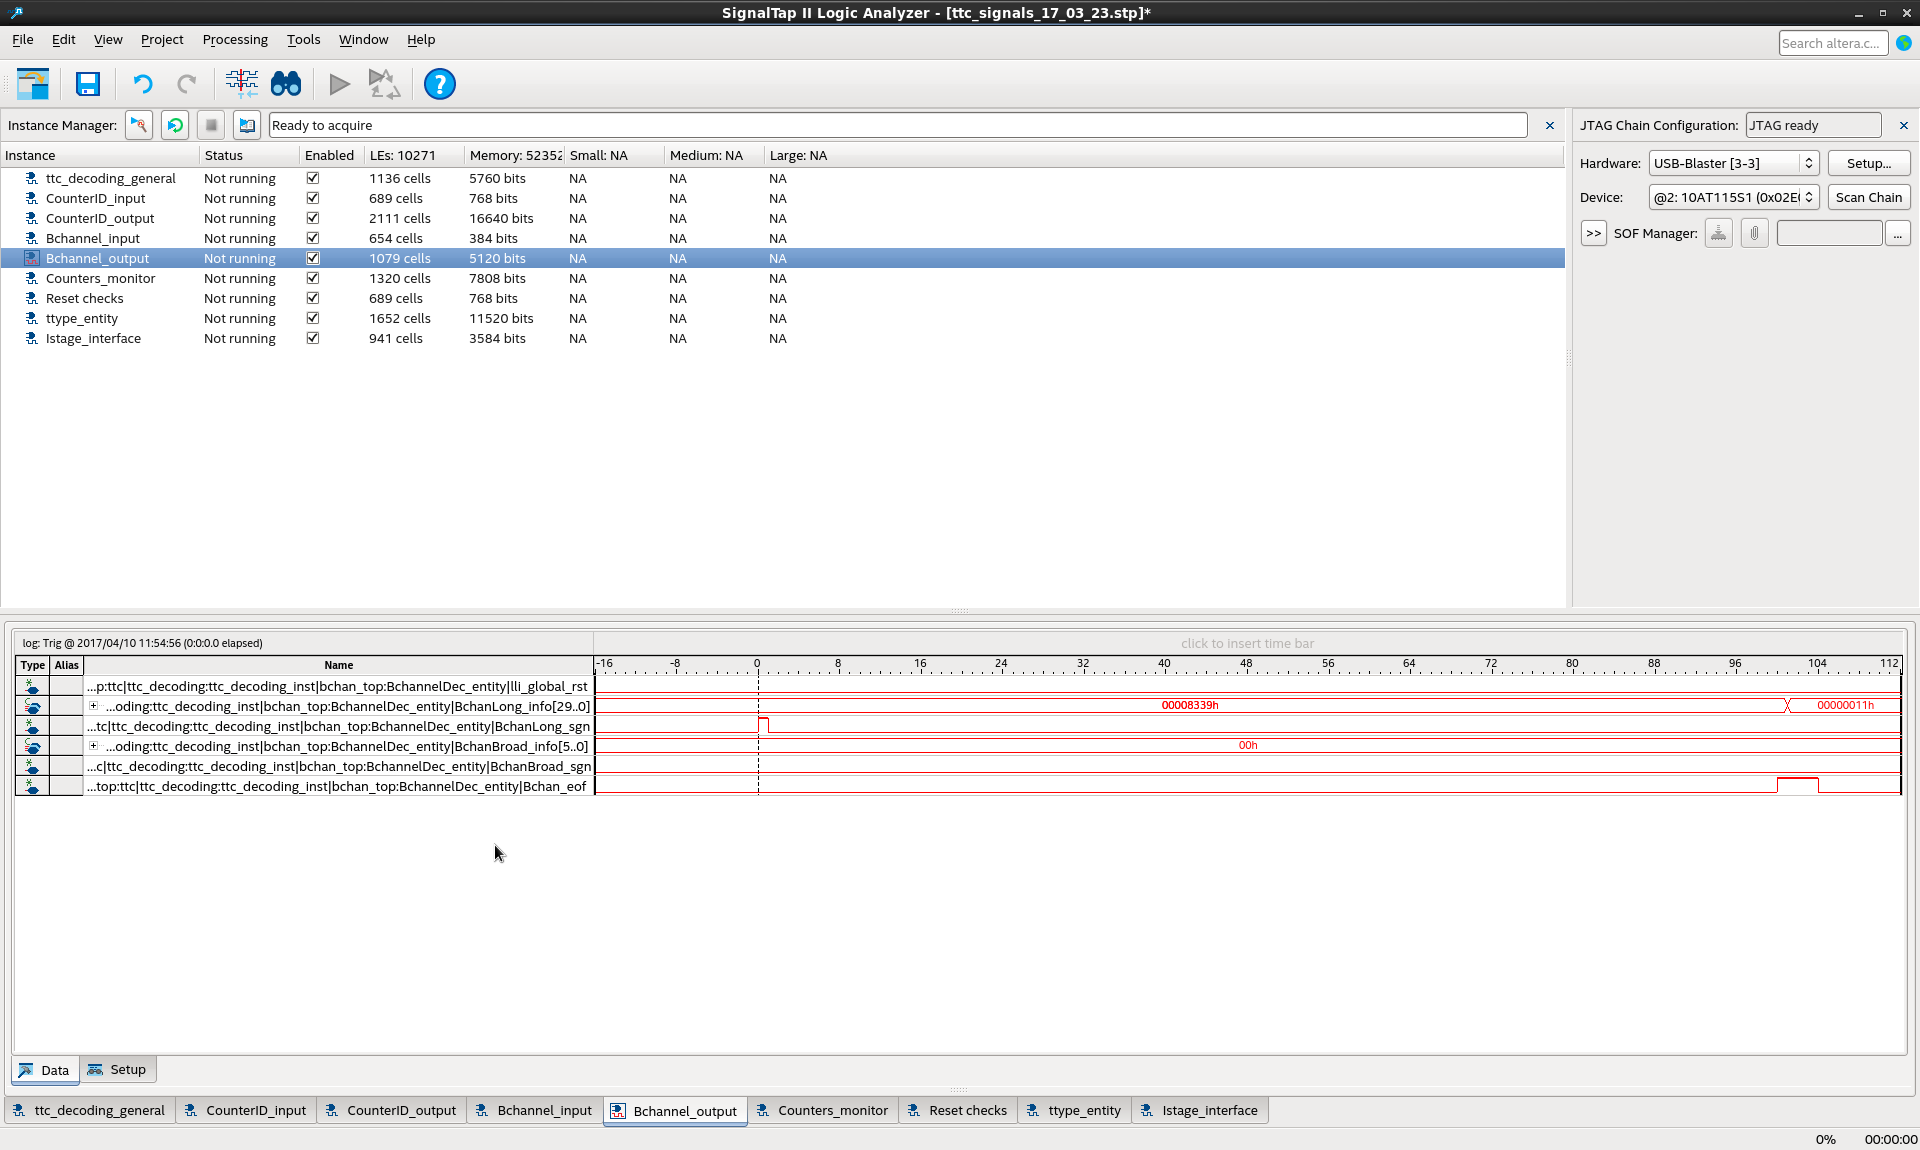 SignalTap II Logic Analyzer - [ttc_signals_17_03_23.stp]*
File Edit View Project Processing Tools Window Help
Search altera.c...
Instance Manager: Ready to acquire
JTAG Chain Configuration: JTAG ready
Instance Status Enabled LEs: 10271 Memory: 52352 Small: NA Medium: NA Large: NA
ttc_decoding_general Not running 1136 cells 5760 bits NA NA NA
CounterID_input Not running 689 cells 768 bits NA NA NA
CounterID_output Not running 2111 cells 16640 bits NA NA NA
Bchannel_input Not running 654 cells 384 bits NA NA NA
Bchannel_output Not running 1079 cells 5120 bits NA NA NA
Counters_monitor Not running 1320 cells 7808 bits NA NA NA
Reset checks Not running 689 cells 768 bits NA NA NA
ttype_entity Not running 1652 cells 11520 bits NA NA NA
Istage_interface Not running 941 cells 3584 bits NA NA NA
Hardware: USB-Blaster [3-3] Setup...
Device: @2: 10AT115S1 (0x02E Scan Chain
>> SOF Manager: ...
log: Trig @ 2017/04/10 11:54:56 (0:0:0.0 elapsed) click to insert time bar
Type Alias Name -16 -8 0 8 16 24 32 40 48 56 64 72 80 88 96 104 112
...p:ttc|ttc_decoding:ttc_decoding_inst|bchan_top:BchannelDec_entity|lli_global_rst
...oding:ttc_decoding_inst|bchan_top:BchannelDec_entity|BchanLong_info[29..0] 00008339h 00000011h
...tc|ttc_decoding:ttc_decoding_inst|bchan_top:BchannelDec_entity|BchanLong_sgn
...oding:ttc_decoding_inst|bchan_top:BchannelDec_entity|BchanBroad_info[5..0] 00h
...c|ttc_decoding:ttc_decoding_inst|bchan_top:BchannelDec_entity|BchanBroad_sgn
...top:ttc|ttc_decoding:ttc_decoding_inst|bchan_top:BchannelDec_entity|Bchan_eof
Data Setup
ttc_decoding_general CounterID_input CounterID_output Bchannel_input Bchannel_output Counters_monitor Reset checks ttype_entity Istage_interface
0% 00:00:00